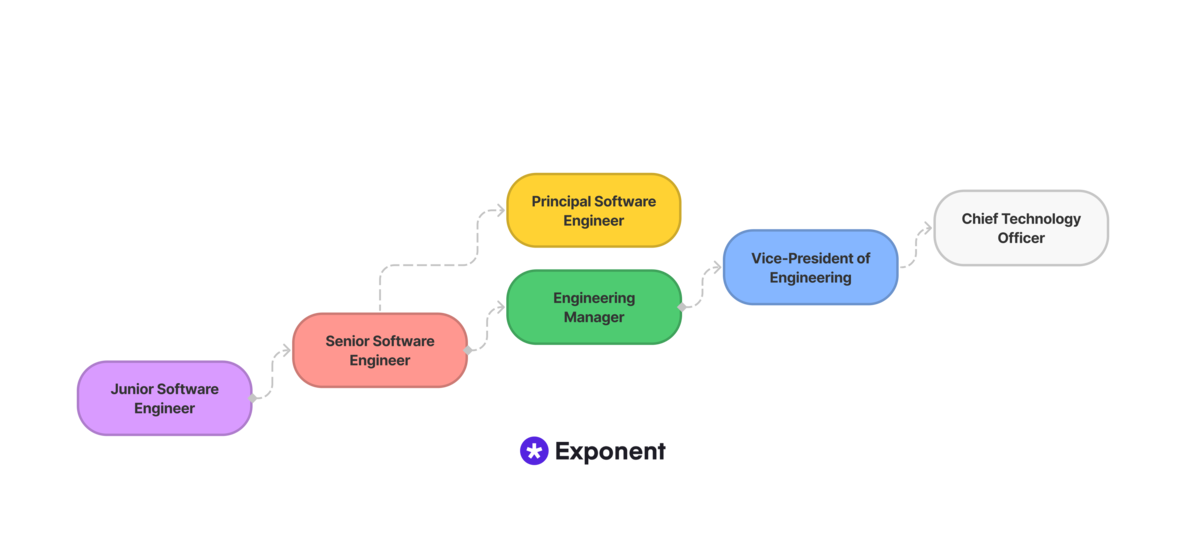 Principal Software
Engineer
Chief Technology
Officer
Vice-President of
Engineering
Engineering
Manager
Senior Software
Engineer
Junior Software
Engineer
Exponent